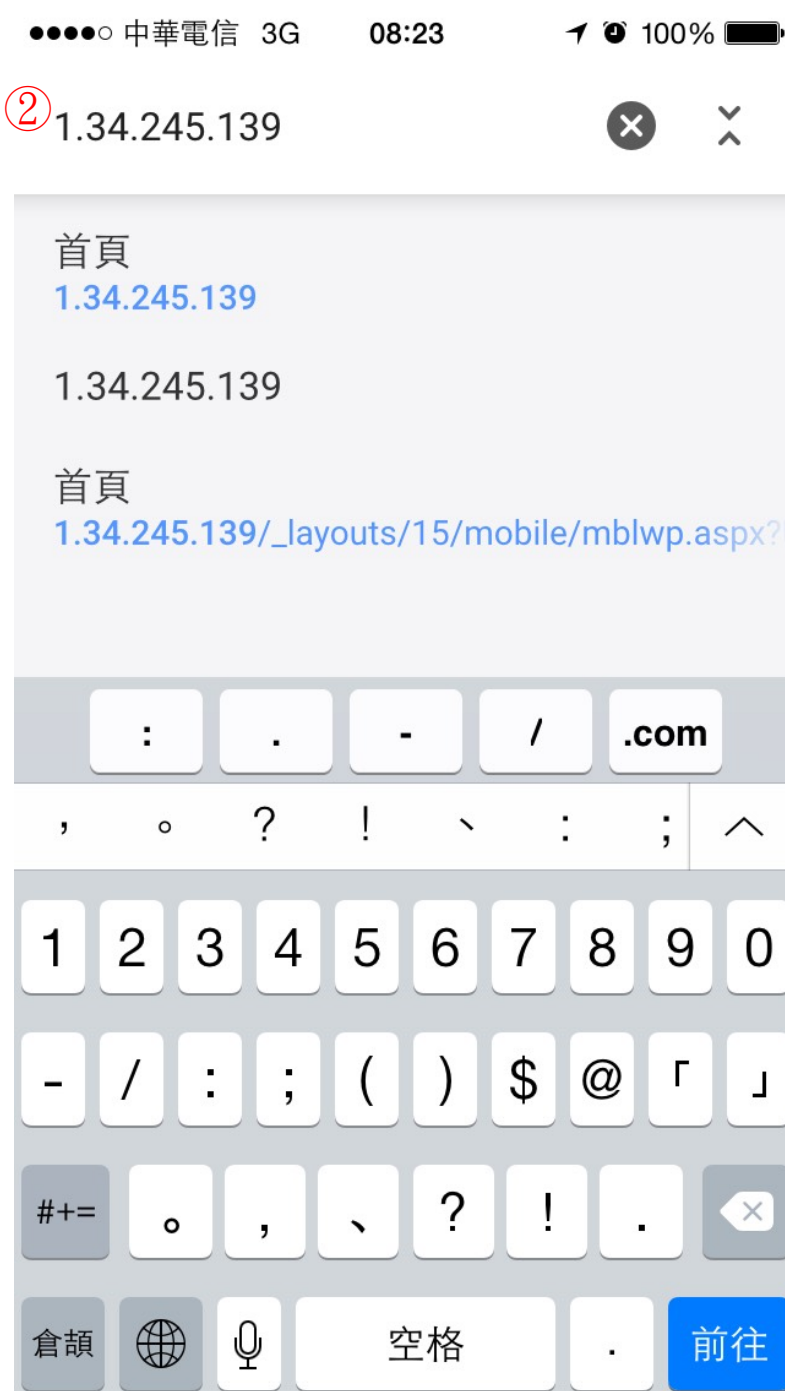 中華電信 3G 08:23 100%
② 1.34.245.139
首頁
1.34.245.139
1.34.245.139
首頁
1.34.245.139/_layouts/15/mobile/mblwp.aspx?
: . - / .com
， 。 ? ! 、 : ;
1 2 3 4 5 6 7 8 9 0
- / : ; ( ) $ @ 「 」
#+= 。 , 、 ? ! .
倉頡 空格 . 前往